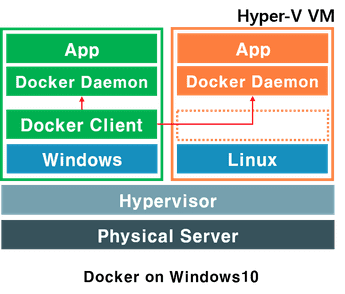 Hyper-V VM
App
Docker Daemon
Docker Client
Windows
App
Docker Daemon
Linux
Hypervisor
Physical Server
Docker on Windows10